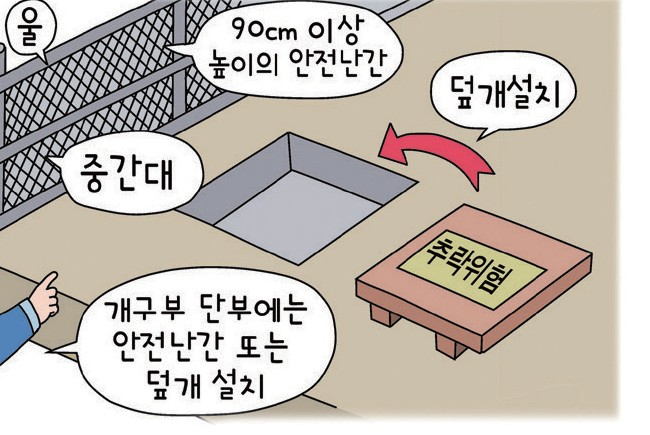 울
90cm 이상
높이의 안전난간
덮개설치
중간대
추락위험
개구부 단부에는
안전난간 또는
덮개 설치